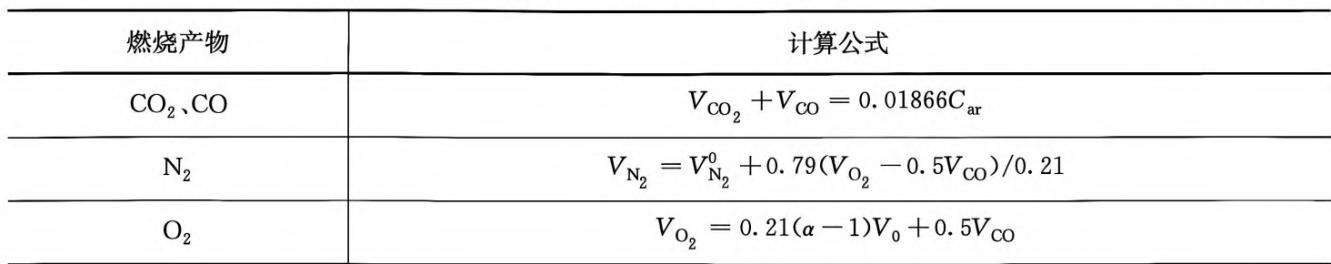 燃烧产物 计算公式
CO₂、CO V_{CO₂} + V_{CO} = 0.01866C_{ar}
N₂ V_{N₂} = V⁰_{N₂} + 0.79(V_{O₂} − 0.5V_{CO})/0.21
O₂ V_{O₂} = 0.21(α − 1)V₀ + 0.5V_{CO}